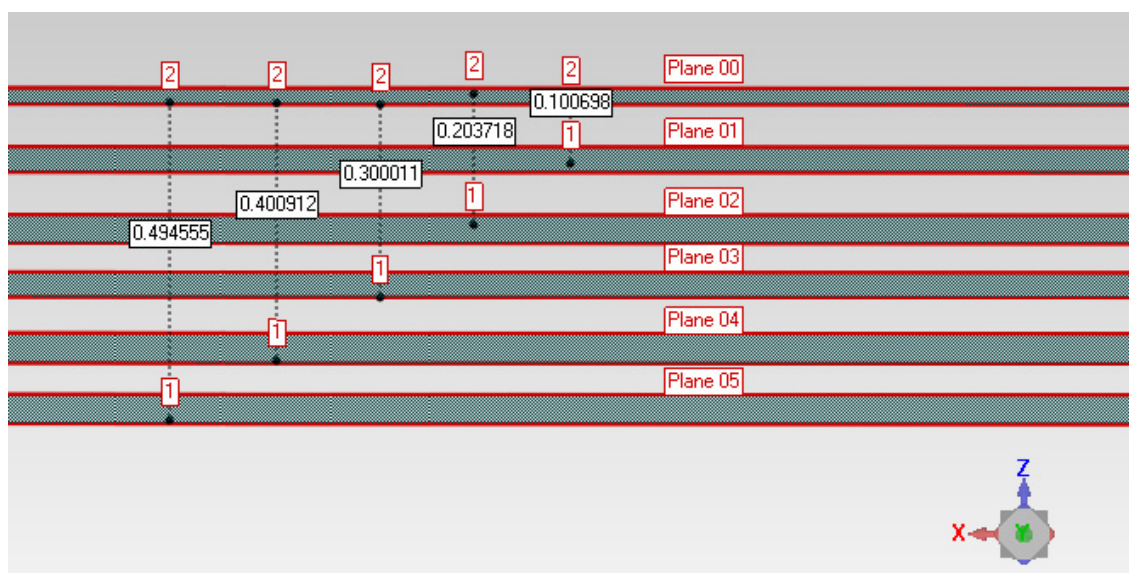 2 2 2 2 2 Plane 00
0.100698
0.203718 1 Plane 01
0.300011
0.400912 1 Plane 02
0.494555
1 Plane 03
1 Plane 04
1 Plane 05
Z
X Y